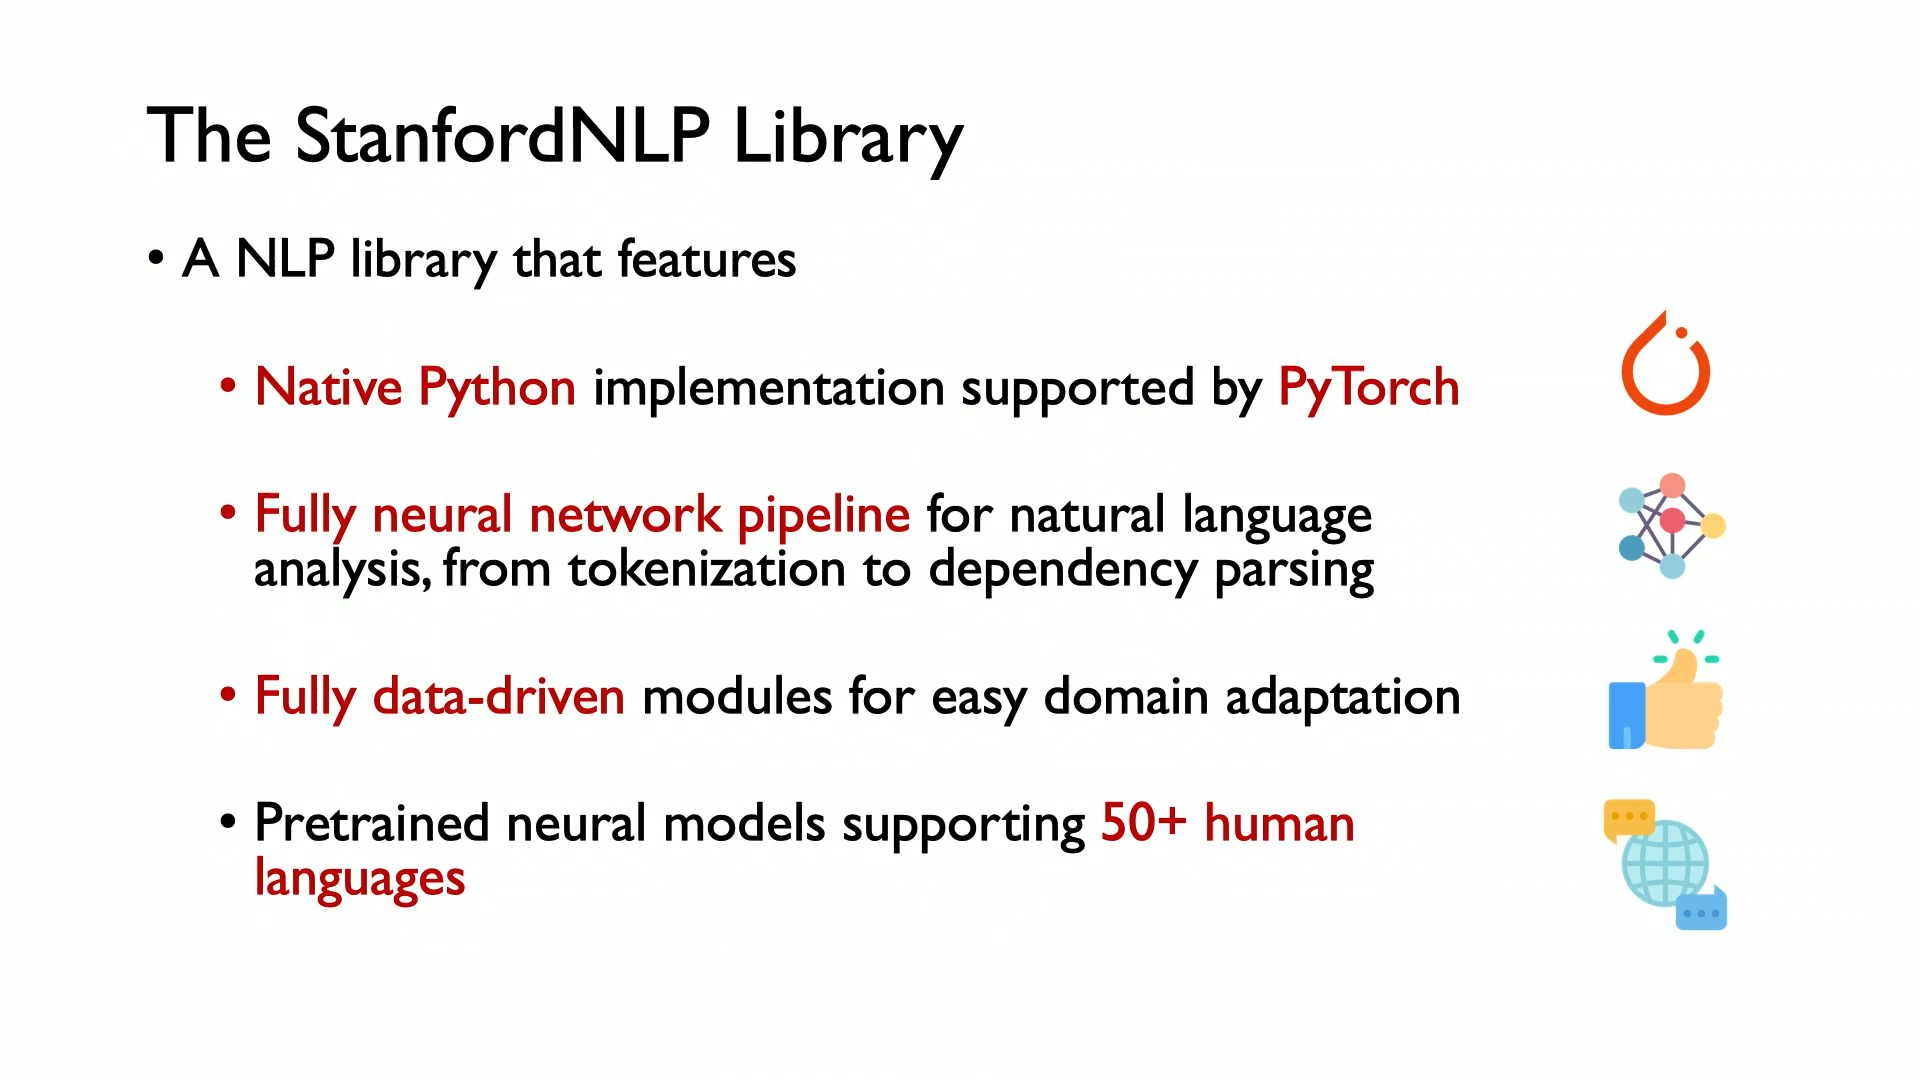 The StanfordNLP Library
• A NLP library that features
• Native Python implementation supported by PyTorch
• Fully neural network pipeline for natural language
analysis, from tokenization to dependency parsing
• Fully data-driven modules for easy domain adaptation
• Pretrained neural models supporting 50+ human
languages